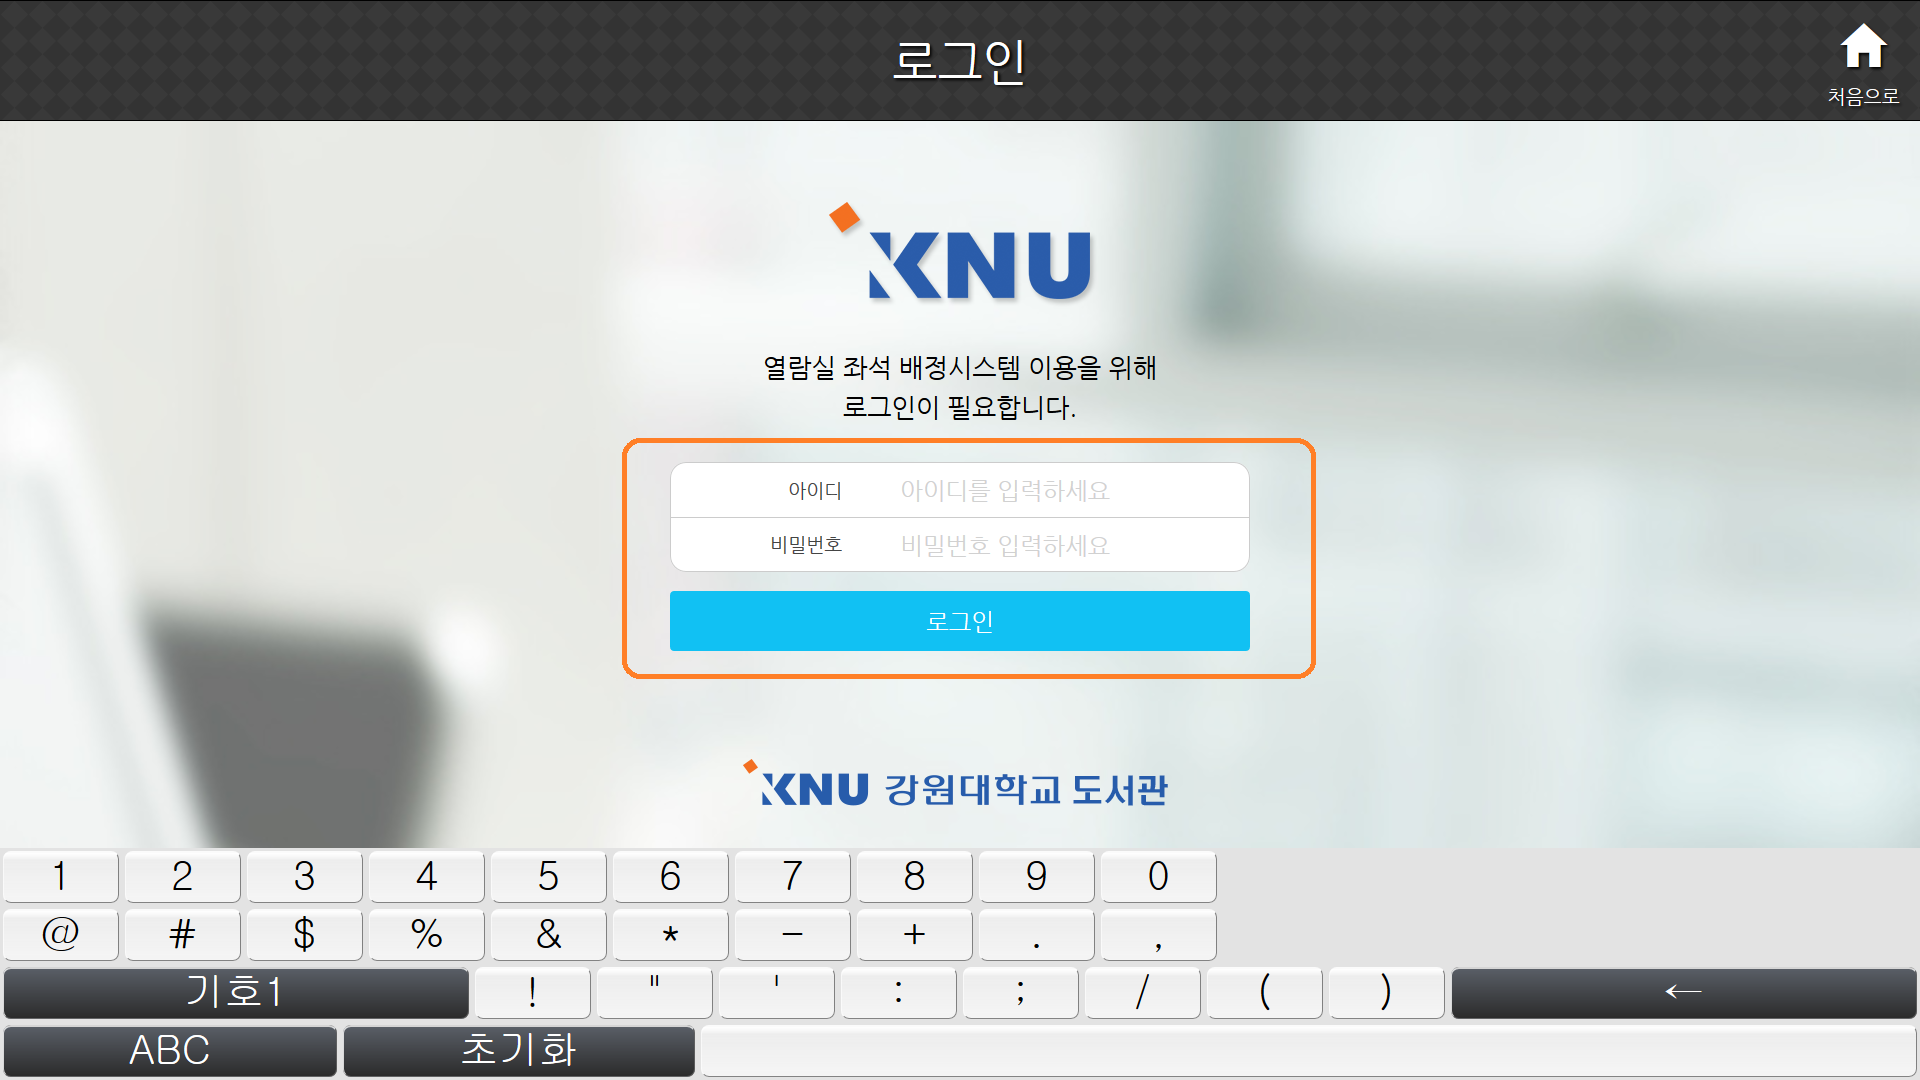 로그인
처음으로
KNU
열람실 좌석 배정시스템 이용을 위해
로그인이 필요합니다.
아이디 아이디를 입력하세요
비밀번호 비밀번호 입력하세요
로그인
KNU 강원대학교 도서관
1 2 3 4 5 6 7 8 9 0
@ # $ % & * - + . ,
기호1 ! " ' : ; / ( ) ←
ABC 초기화